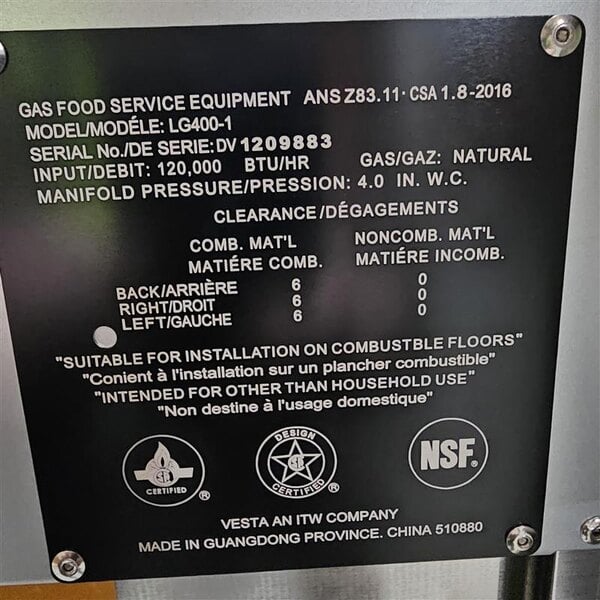 GAS FOOD SERVICE EQUIPMENT ANS Z83.11· CSA 1.8-2016
MODEL/MODÉLE: LG400-1
SERIAL No./DE SERIE: DV 1209883
INPUT/DEBIT: 120,000 BTU/HR GAS/GAZ: NATURAL
MANIFOLD PRESSURE/PRESSION: 4.0 IN. W.C.
CLEARANCE/DÉGAGEMENTS
COMB. MAT'L NONCOMB. MAT'L
MATIÉRE COMB. MATIÉRE INCOMB.
BACK/ARRIÈRE 6 0
RIGHT/DROIT 6 0
LEFT/GAUCHE 6 0
"SUITABLE FOR INSTALLATION ON COMBUSTBLE FLOORS"
"Conient à l'installation sur un plancher combustible"
"INTENDED FOR OTHER THAN HOUSEHOLD USE"
"Non destine à l'usage domestique"
CERTIFIED ®
DESIGN CERTIFIED ®
NSF®
VESTA AN ITW COMPANY
MADE IN GUANGDONG PROVINCE. CHINA 510880